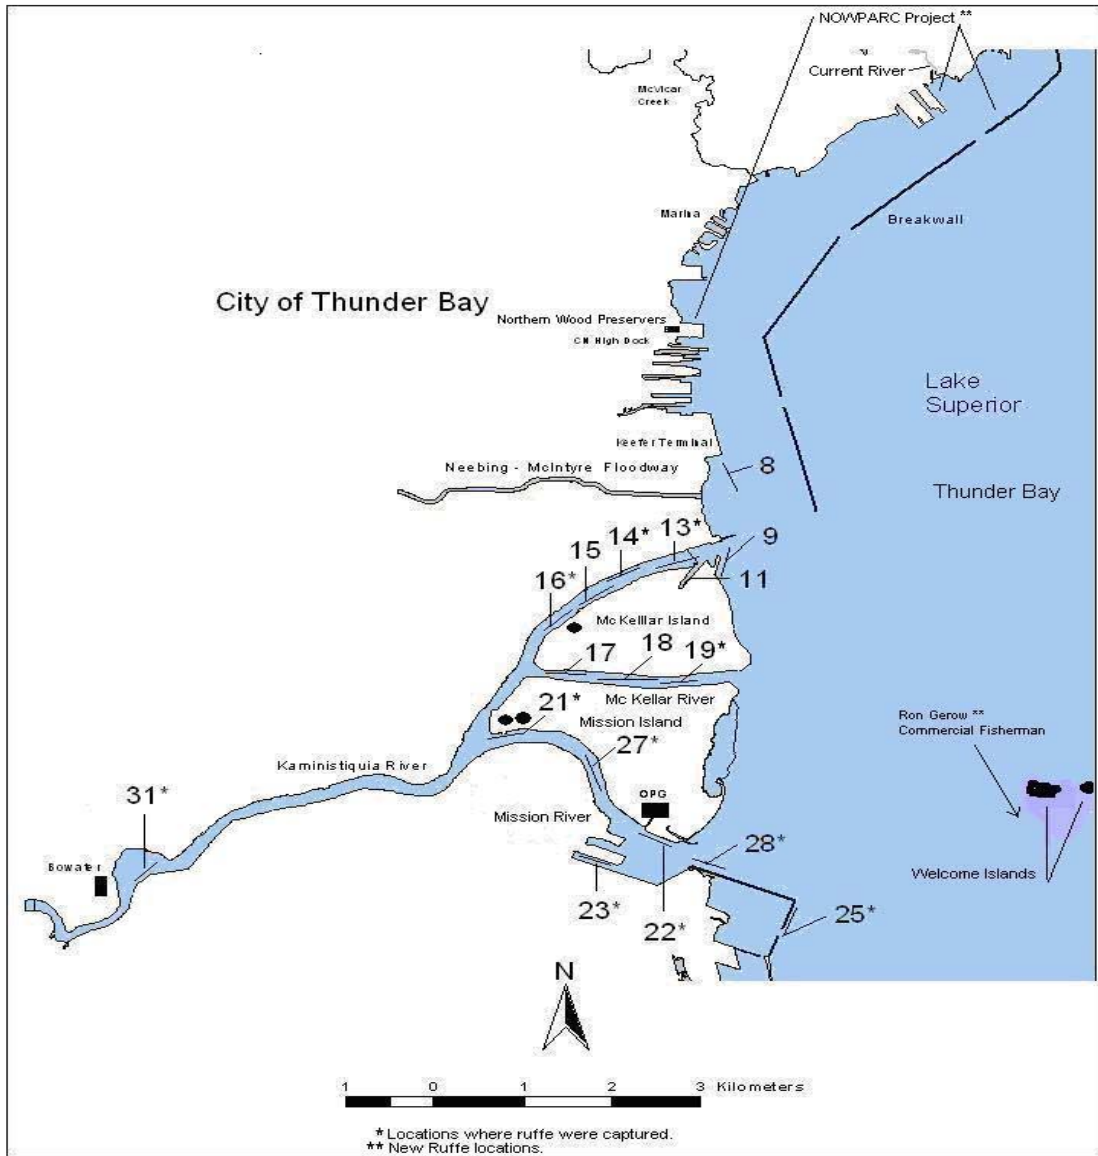 NOWPARC Project **
Current River
McVicar
Creek
Marina
Breakwall
City of Thunder Bay
Northern Wood Preservers
CN High Dock
Lake
Superior
Keefer Terminal
8
Neebing - McIntyre Floodway
Thunder Bay
13*
14*
9
15
16*
11
Mc Kelllar Island
17
18
19*
Mc Kellar River
21*
Mission Island
Ron Gerow **
Commercial Fisherman
27*
Kaministiquia River
31*
OPG
Mission River
28*
Bowater
Welcome Islands
23*
22*
25*
N
1 0 1 2 3 Kilometers
* Locations where ruffe were captured.
** New Ruffe locations.